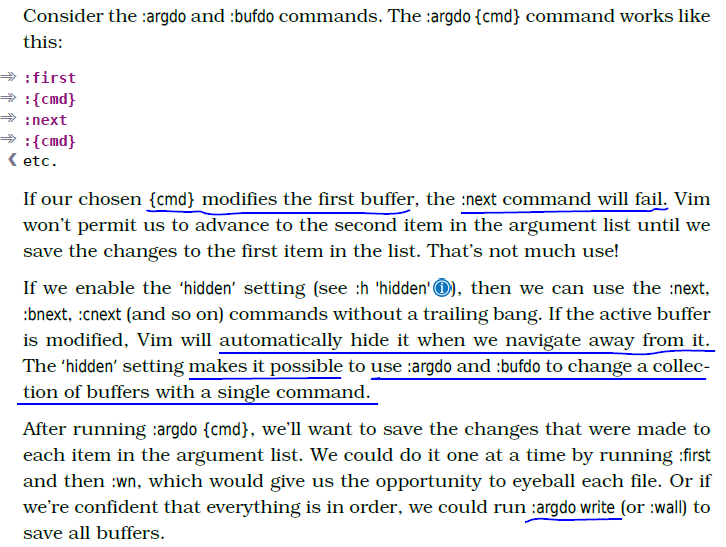 Consider the :argdo and :bufdo commands. The :argdo {cmd} command works like
this:
⇒ :first
⇒ :{cmd}
⇒ :next
⇒ :{cmd}
❮ etc.
If our chosen {cmd} modifies the first buffer, the :next command will fail. Vim
won’t permit us to advance to the second item in the argument list until we
save the changes to the first item in the list. That’s not much use!
If we enable the ‘hidden’ setting (see :h 'hidden' i), then we can use the :next,
:bnext, :cnext (and so on) commands without a trailing bang. If the active buffer
is modified, Vim will automatically hide it when we navigate away from it.
The ‘hidden’ setting makes it possible to use :argdo and :bufdo to change a collec-
tion of buffers with a single command.
After running :argdo {cmd}, we’ll want to save the changes that were made to
each item in the argument list. We could do it one at a time by running :first
and then :wn, which would give us the opportunity to eyeball each file. Or if
we’re confident that everything is in order, we could run :argdo write (or :wall) to
save all buffers.